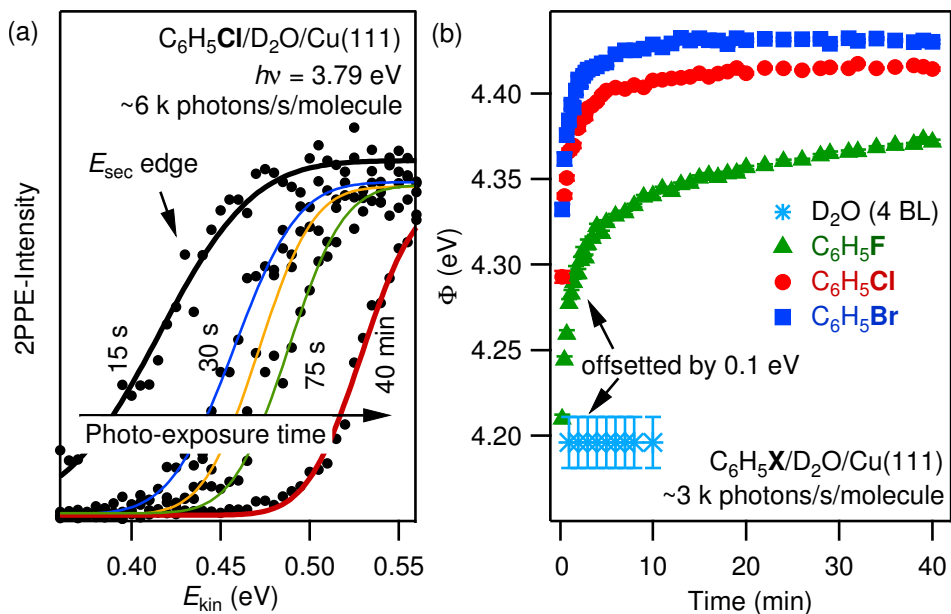 (a)
C₆H₅Cl/D₂O/Cu(111)
hν = 3.79 eV
~6 k photons/s/molecule
E_sec edge
2PPE-Intensity
15 s
30 s
75 s
40 min
Photo-exposure time
0.40
0.45
0.50
0.55
E_kin (eV)
(b)
4.40
4.35
4.30
4.25
4.20
Φ (eV)
D₂O (4 BL)
C₆H₅F
C₆H₅Cl
C₆H₅Br
offsetted by 0.1 eV
C₆H₅X/D₂O/Cu(111)
~3 k photons/s/molecule
0
10
20
30
40
Time (min)